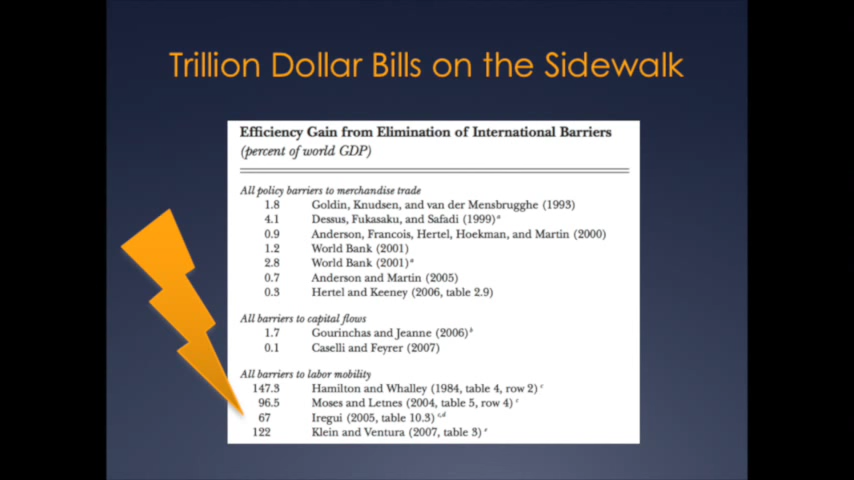 Trillion Dollar Bills on the Sidewalk
Efficiency Gain from Elimination of International Barriers
(percent of world GDP)
All policy barriers to merchandise trade
1.8 Goldin, Knudsen, and van der Mensbrugghe (1993)
4.1 Dessus, Fukasaku, and Safadi (1999)a
0.9 Anderson, Francois, Hertel, Hoekman, and Martin (2000)
1.2 World Bank (2001)
2.8 World Bank (2001)a
0.7 Anderson and Martin (2005)
0.3 Hertel and Keeney (2006, table 2.9)
All barriers to capital flows
1.7 Gourinchas and Jeanne (2006)b
0.1 Caselli and Feyrer (2007)
All barriers to labor mobility
147.3 Hamilton and Whalley (1984, table 4, row 2)c
96.5 Moses and Letnes (2004, table 5, row 4)c
67 Iregui (2005, table 10.3)c,d
122 Klein and Ventura (2007, table 3)e